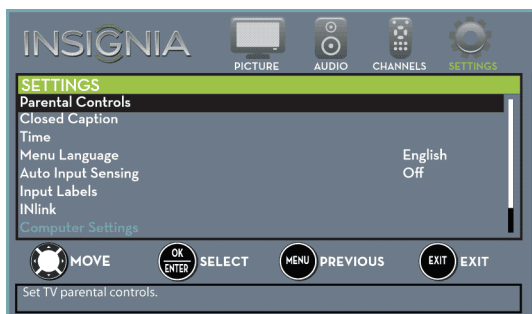 INSIGNIA
PICTURE AUDIO CHANNELS SETTINGS
SETTINGS
Parental Controls
Closed Caption
Time
Menu Language English
Auto Input Sensing Off
Input Labels
INlink
Computer Settings
MOVE OK ENTER SELECT MENU PREVIOUS EXIT EXIT
Set TV parental controls.